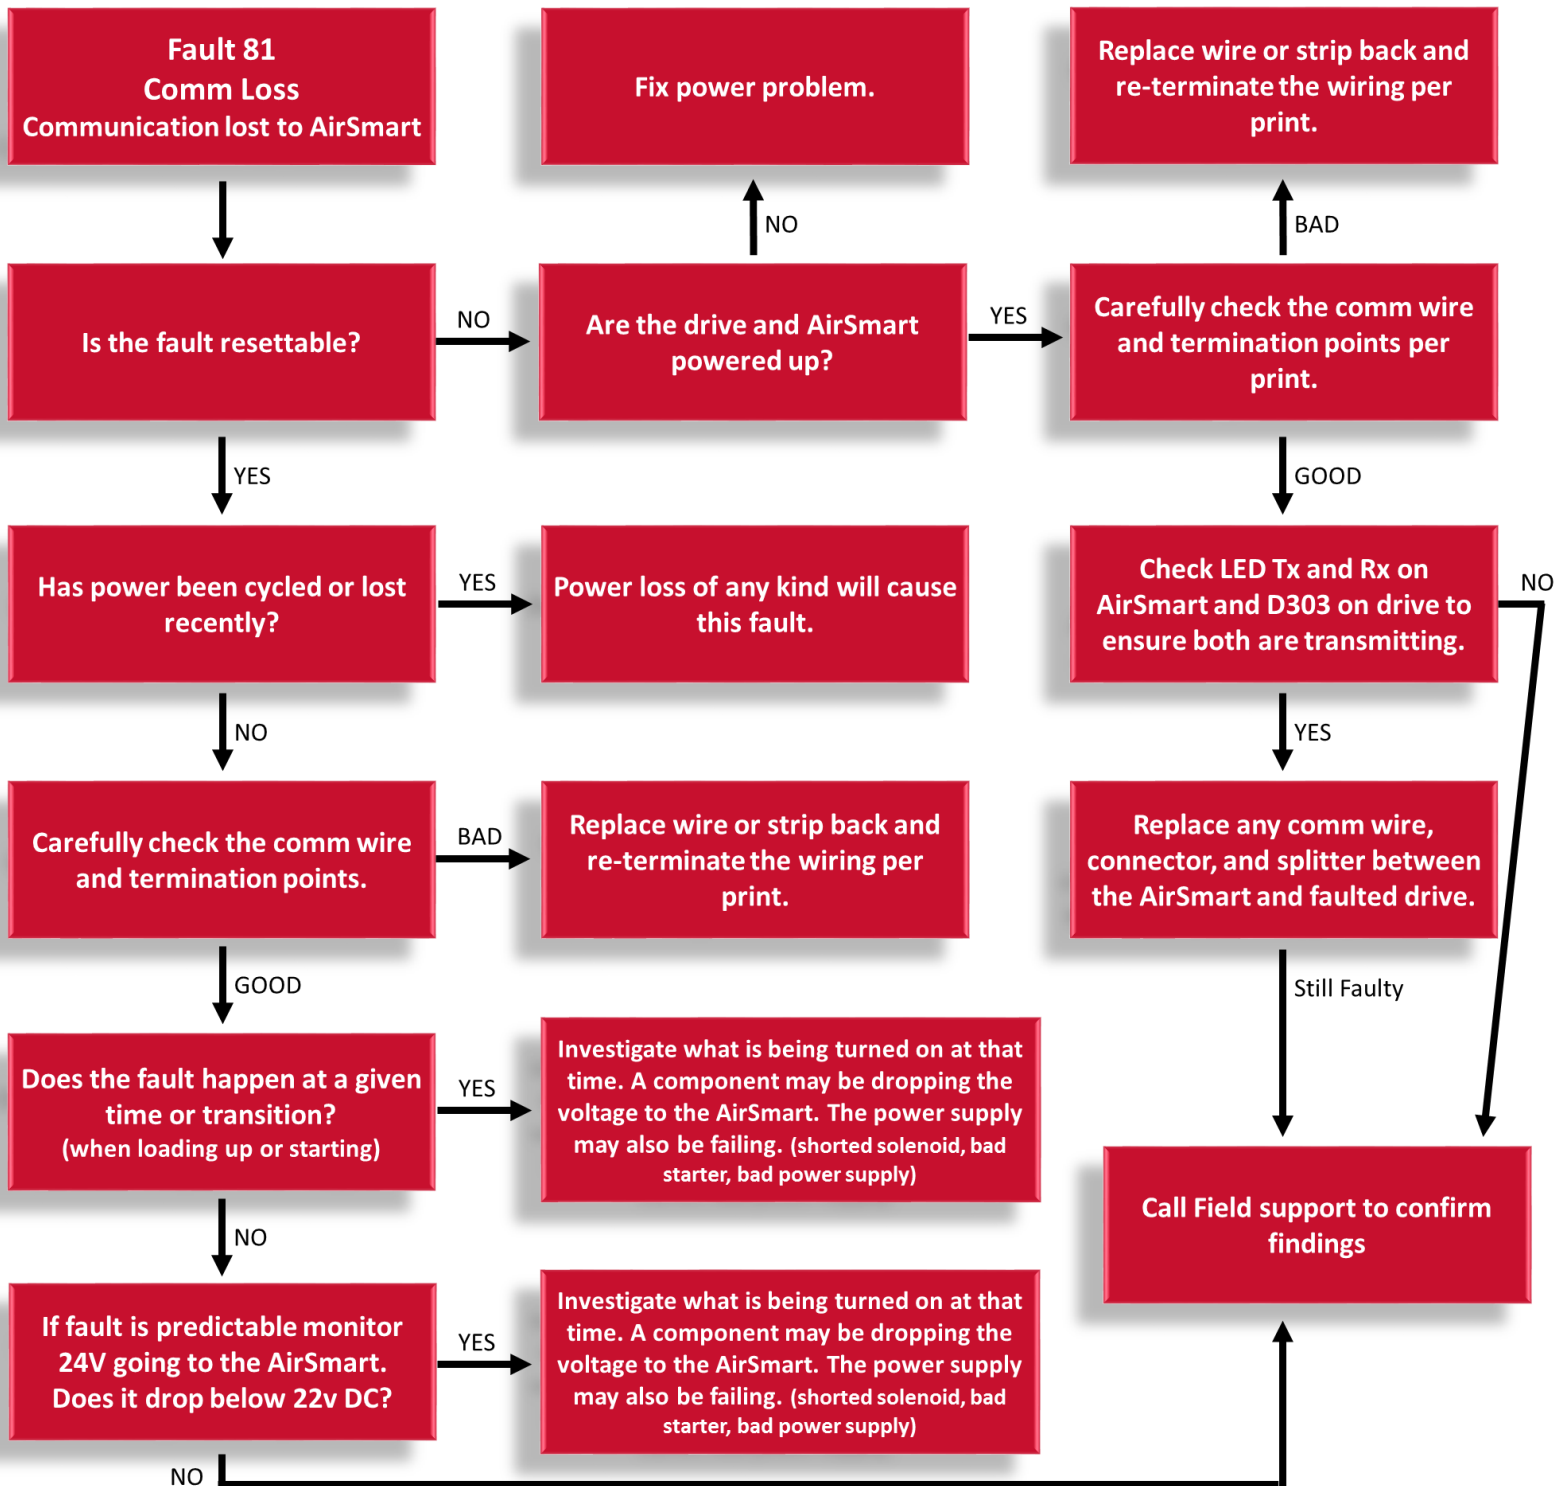 Fault 81
Comm Loss
Communication lost to AirSmart
Fix power problem.
Replace wire or strip back and
re-terminate the wiring per
print.
NO
BAD
Is the fault resettable?
NO
Are the drive and AirSmart
powered up?
YES
Carefully check the comm wire
and termination points per
print.
YES
GOOD
Has power been cycled or lost
recently?
YES
Power loss of any kind will cause
this fault.
Check LED Tx and Rx on
AirSmart and D303 on drive to
ensure both are transmitting.
NO
NO
YES
Carefully check the comm wire
and termination points.
BAD
Replace wire or strip back and
re-terminate the wiring per
print.
Replace any comm wire,
connector, and splitter between
the AirSmart and faulted drive.
GOOD
Still Faulty
Does the fault happen at a given
time or transition?
(when loading up or starting)
YES
Investigate what is being turned on at that
time. A component may be dropping the
voltage to the AirSmart. The power supply
may also be failing. (shorted solenoid, bad
starter, bad power supply)
Call Field support to confirm
findings
NO
If fault is predictable monitor
24V going to the AirSmart.
Does it drop below 22v DC?
YES
Investigate what is being turned on at that
time. A component may be dropping the
voltage to the AirSmart. The power supply
may also be failing. (shorted solenoid, bad
starter, bad power supply)
NO